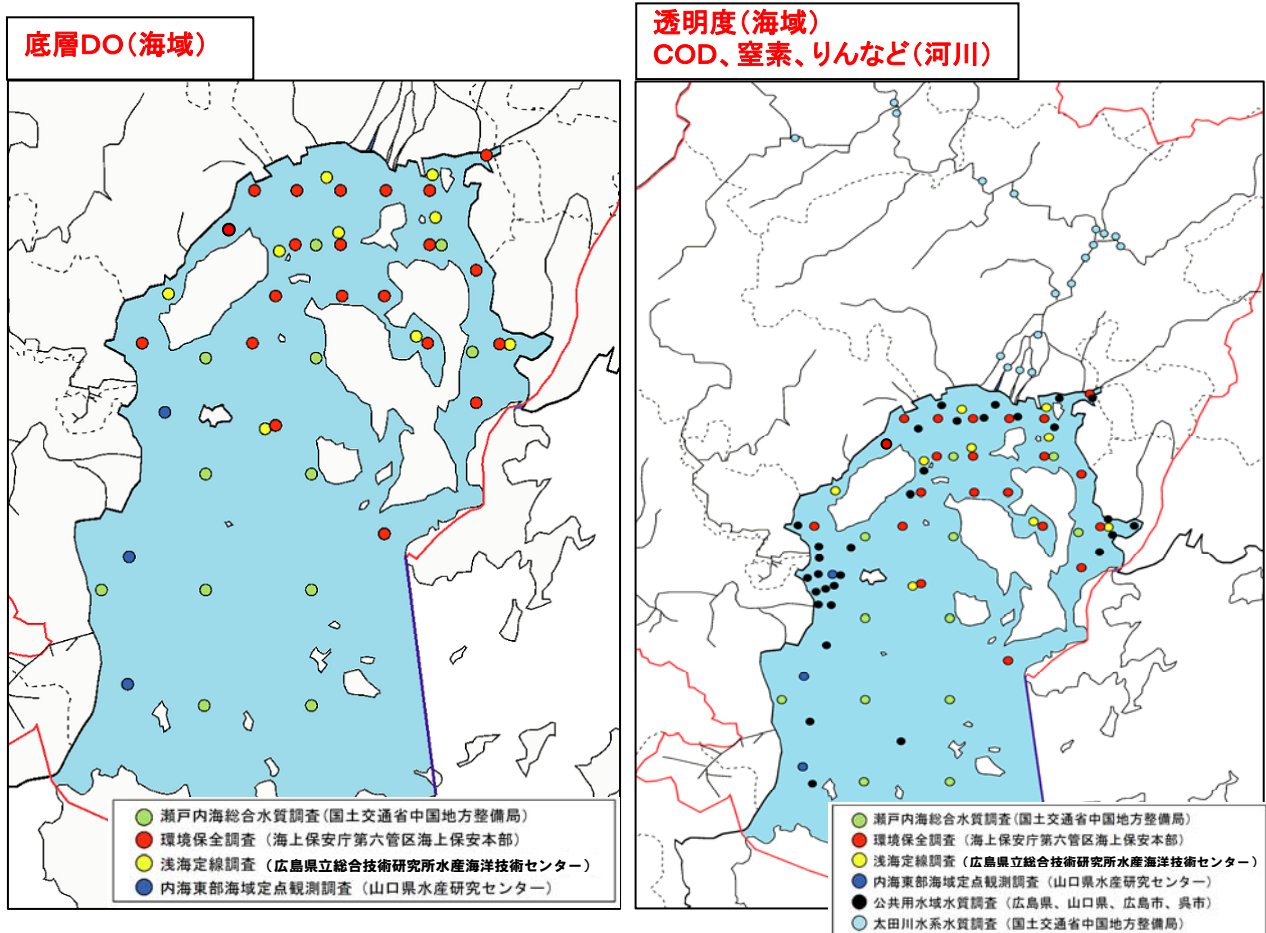 底層DO(海域)
瀬戸内海総合水質調査(国土交通省中国地方整備局)
環境保全調査(海上保安庁第六管区海上保安本部)
浅海定線調査(広島県立総合技術研究所水産海洋技術センター)
内海東部海域定点観測調査(山口県水産研究センター)
透明度(海域)
COD、窒素、りんなど(河川)
瀬戸内海総合水質調査(国土交通省中国地方整備局)
環境保全調査(海上保安庁第六管区海上保安本部)
浅海定線調査(広島県立総合技術研究所水産海洋技術センター)
内海東部海域定点観測調査(山口県水産研究センター)
公共用水域水質調査(広島県、山口県、広島市、呉市)
太田川水系水質調査(国土交通省中国地方整備局)